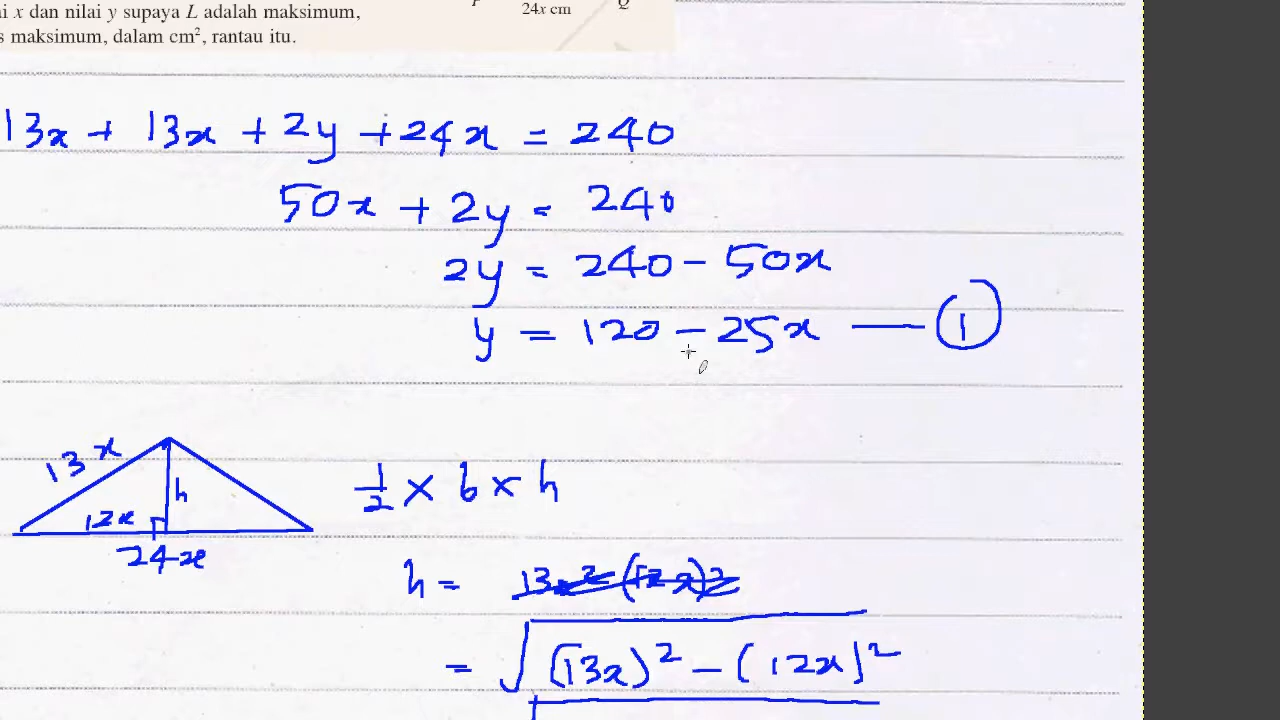 x dan nilai y supaya L adalah maksimum,
P 24x cm Q
maksimum, dalam cm², rantau itu.
13x + 13x + 2y + 24x = 240
50x + 2y = 240
2y = 240 - 50x
y = 120 - 25x — ①
13x
h
12x
24x
1/2 × b × h
h = 13x² (12x)²
= √(13x)² - (12x)²